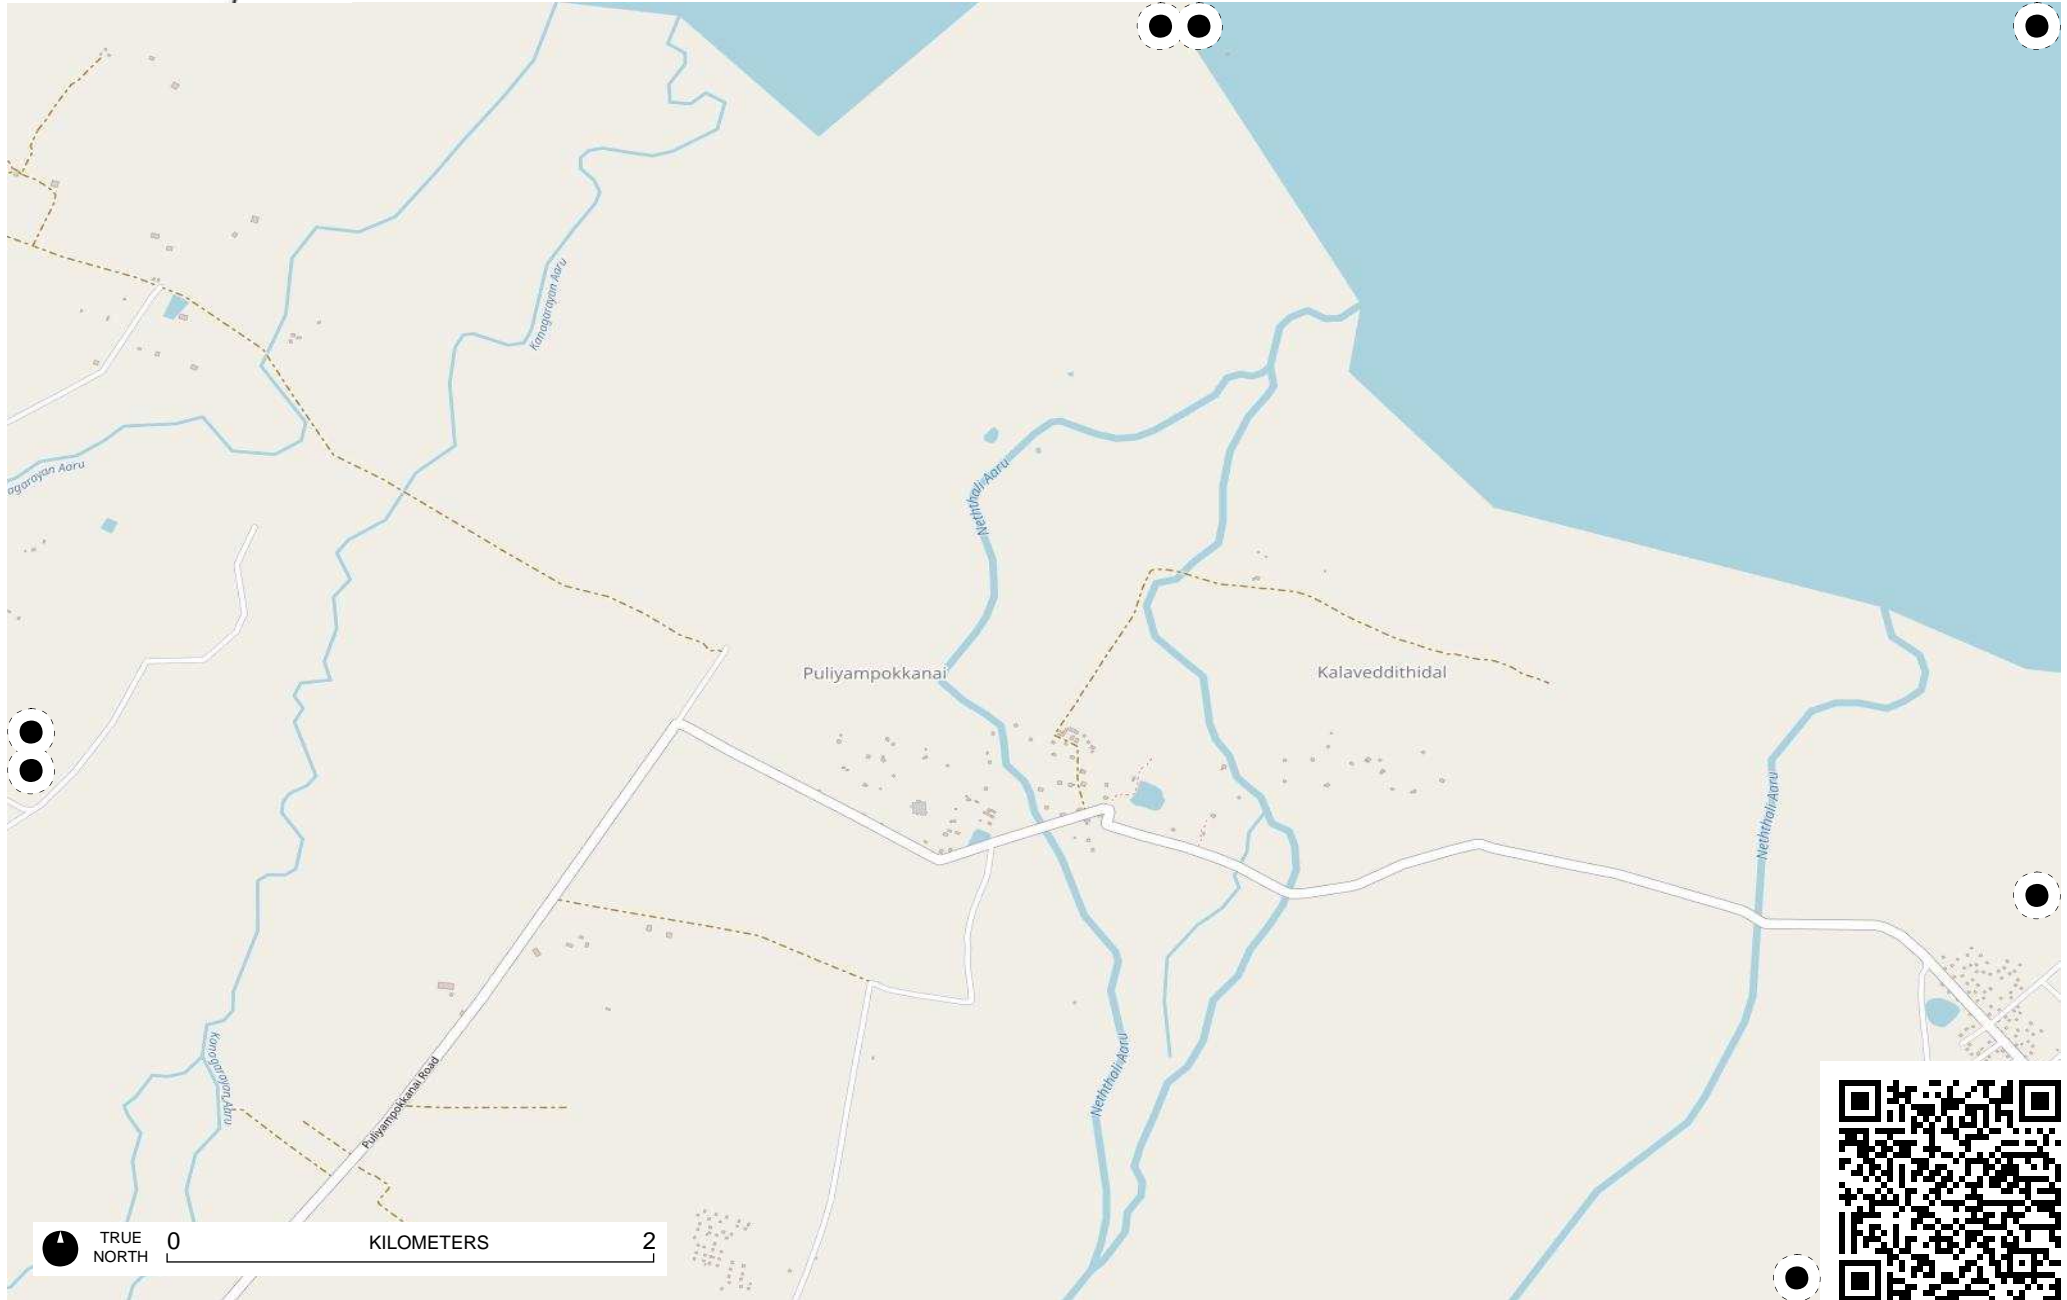 Kanagarayan Aaru
agarayan Aaru
Neththali Aaru
Puliyampokkanai
Kalaveddithidal
Neththali Aaru
Kanagarayan Aaru
Puliyampokkanai Road
Neththali Aaru
TRUE
NORTH
0 KILOMETERS 2